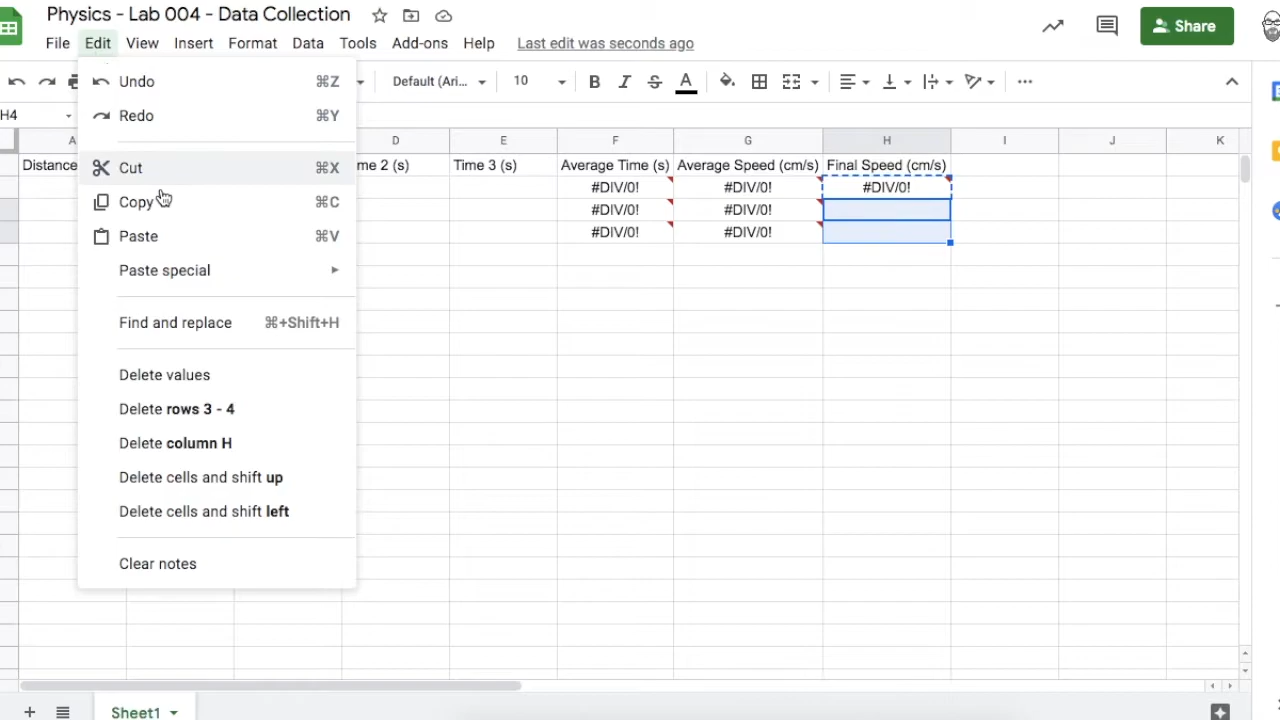 Physics - Lab 004 - Data Collection
Share
File Edit View Insert Format Data Tools Add-ons Help Last edit was seconds ago
Default (Ari... 10 B I S A
H4
Undo ⌘Z
Redo ⌘Y
Cut ⌘X
Copy ⌘C
Paste ⌘V
Paste special
Find and replace ⌘+Shift+H
Delete values
Delete rows 3 - 4
Delete column H
Delete cells and shift up
Delete cells and shift left
Clear notes
A D E F G H I J K
Distance me 2 (s) Time 3 (s) Average Time (s) Average Speed (cm/s) Final Speed (cm/s)
#DIV/0! #DIV/0! #DIV/0!
#DIV/0! #DIV/0!
#DIV/0! #DIV/0!
Sheet1